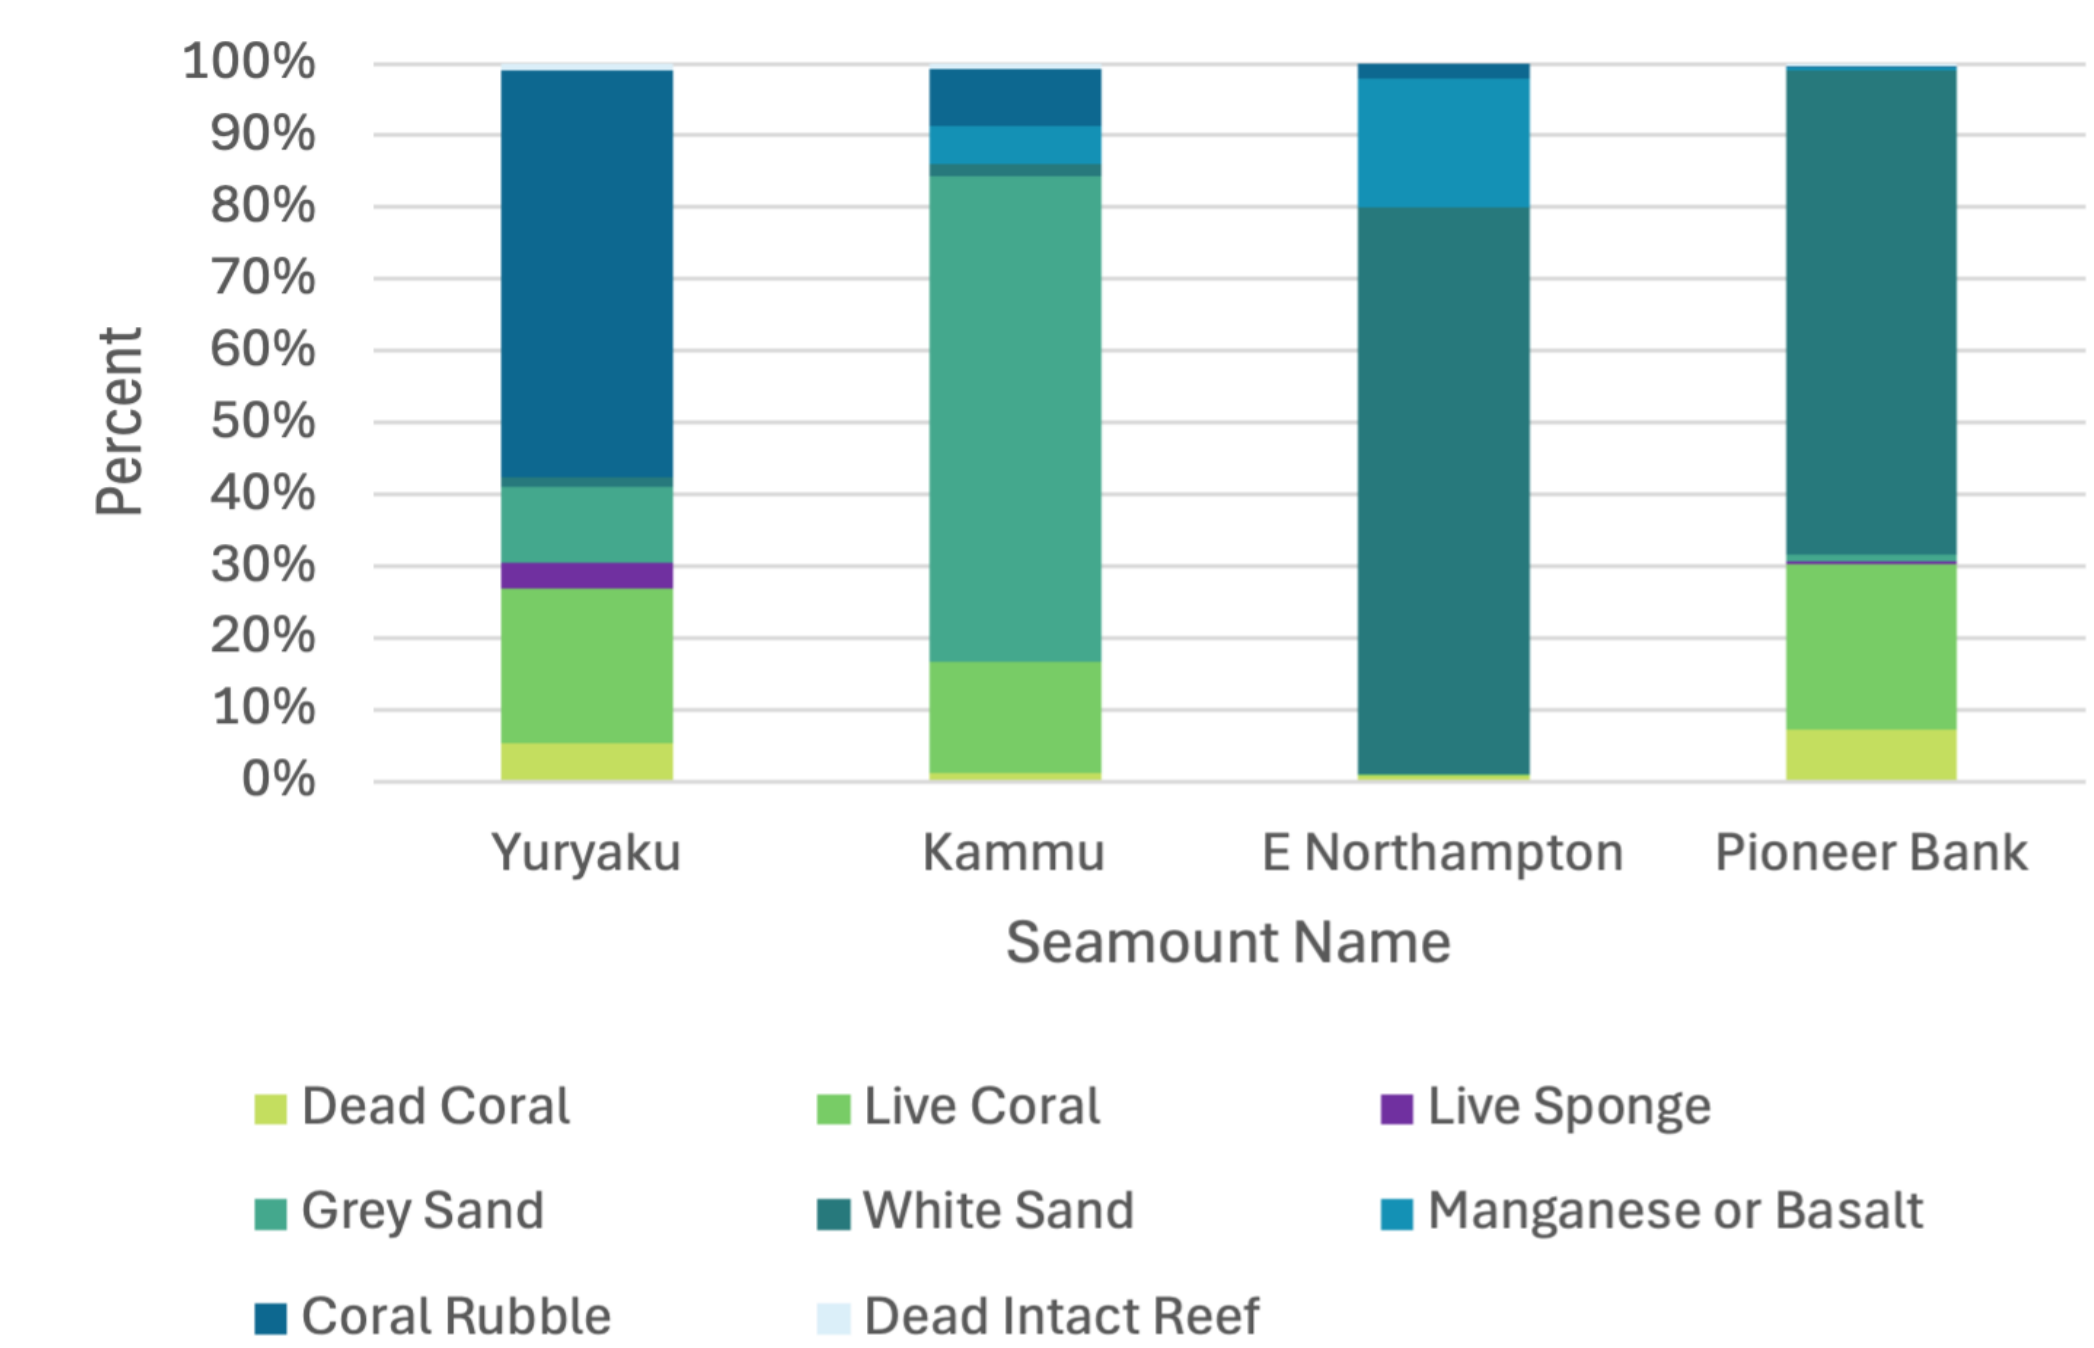 100%
90%
80%
70%
60%
50%
40%
30%
20%
10%
0%
Percent
Yuryaku Kammu E Northampton Pioneer Bank
Seamount Name
Dead Coral Live Coral Live Sponge
Grey Sand White Sand Manganese or Basalt
Coral Rubble Dead Intact Reef